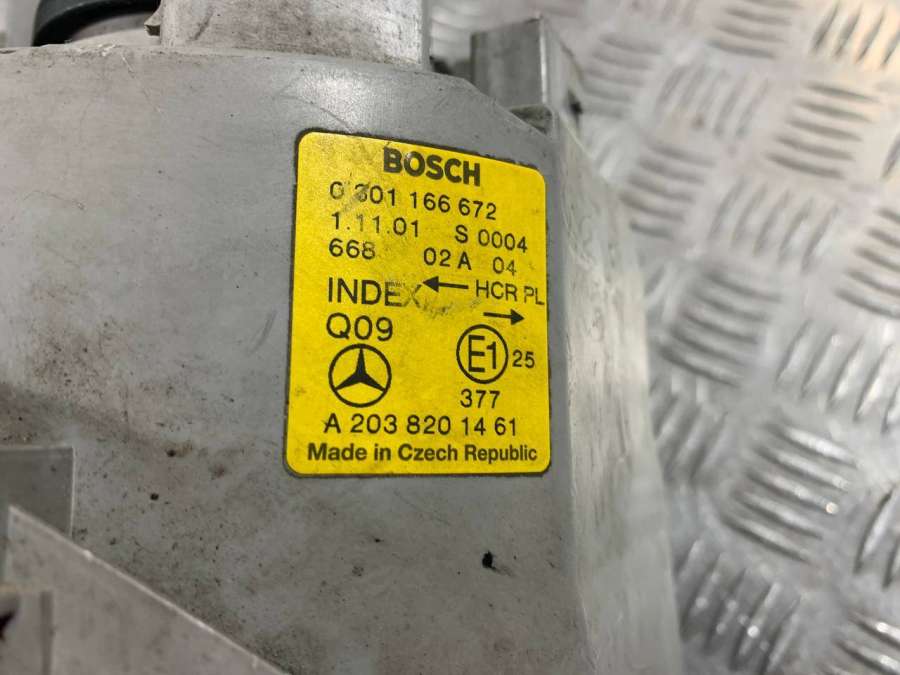 BOSCH
0 301 166 672
1.11.01 S 0004
668 02 A 04
INDEX HCR PL
Q09
E1 25
377
A 203 820 14 61
Made in Czech Republic